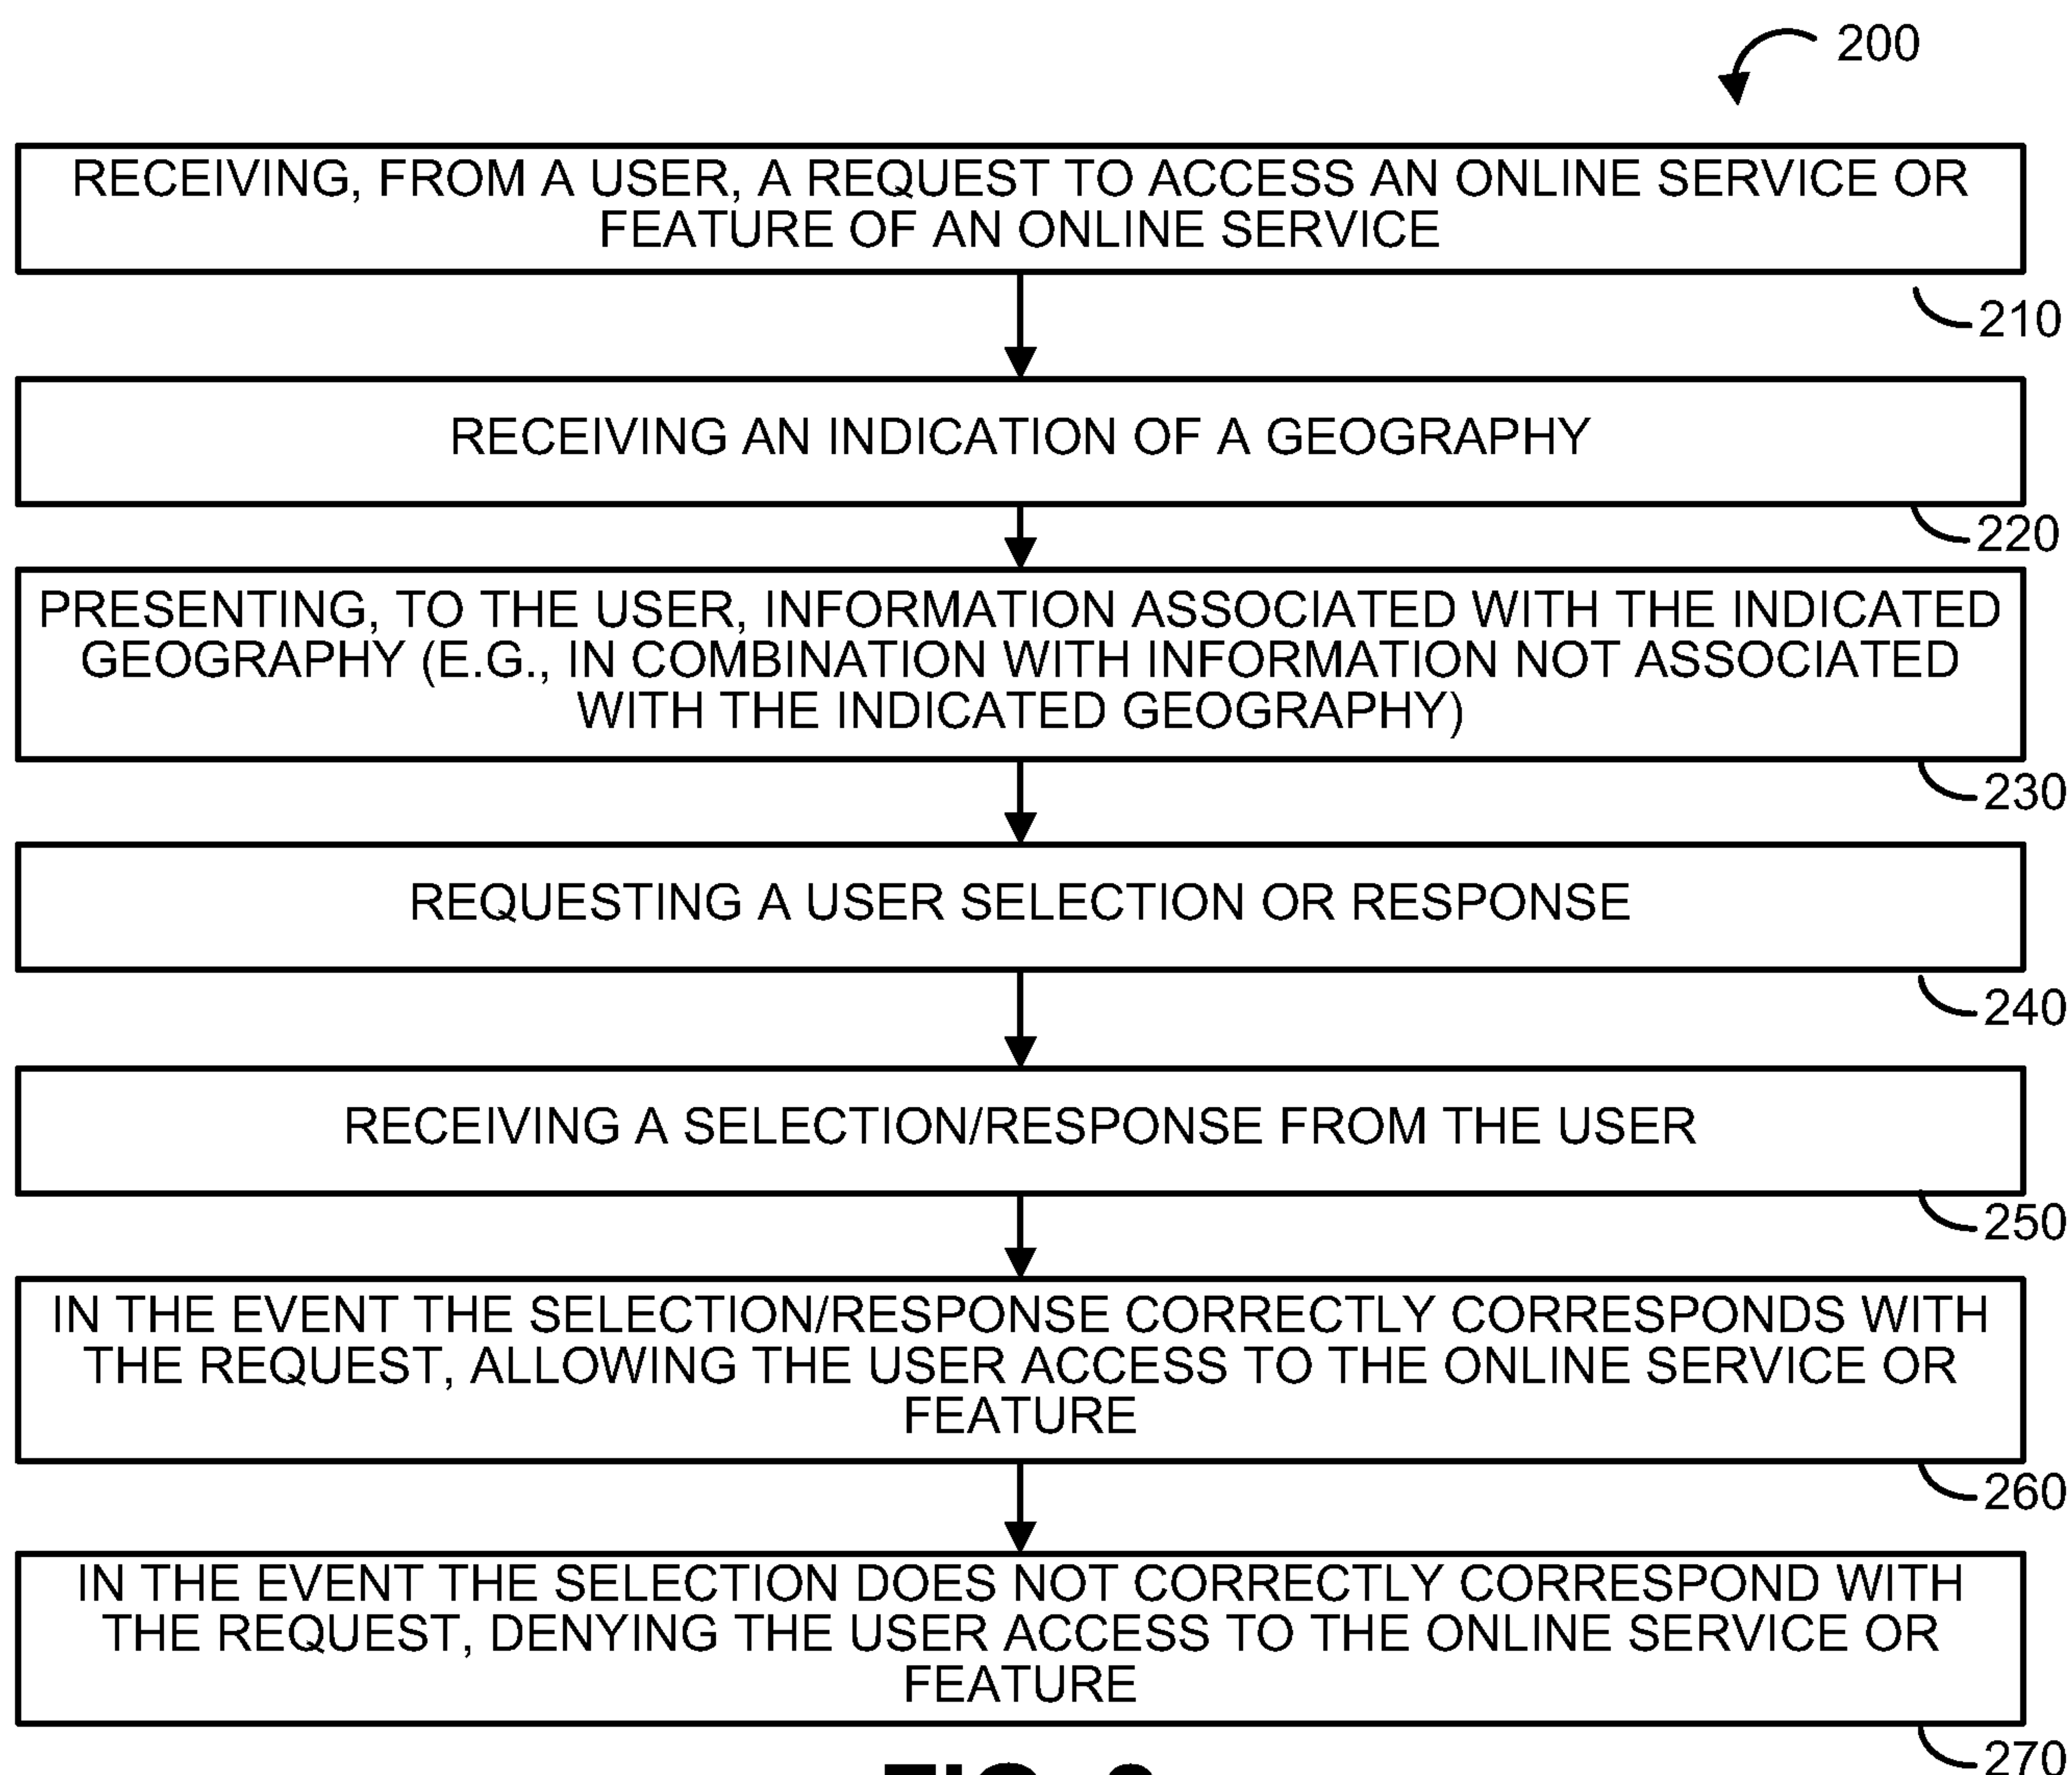 200
RECEIVING, FROM A USER, A REQUEST TO ACCESS AN ONLINE SERVICE OR
FEATURE OF AN ONLINE SERVICE
210
RECEIVING AN INDICATION OF A GEOGRAPHY
220
PRESENTING, TO THE USER, INFORMATION ASSOCIATED WITH THE INDICATED
GEOGRAPHY (E.G., IN COMBINATION WITH INFORMATION NOT ASSOCIATED
WITH THE INDICATED GEOGRAPHY)
230
REQUESTING A USER SELECTION OR RESPONSE
240
RECEIVING A SELECTION/RESPONSE FROM THE USER
250
IN THE EVENT THE SELECTION/RESPONSE CORRECTLY CORRESPONDS WITH
THE REQUEST, ALLOWING THE USER ACCESS TO THE ONLINE SERVICE OR
FEATURE
260
IN THE EVENT THE SELECTION DOES NOT CORRECTLY CORRESPOND WITH
THE REQUEST, DENYING THE USER ACCESS TO THE ONLINE SERVICE OR
FEATURE
270